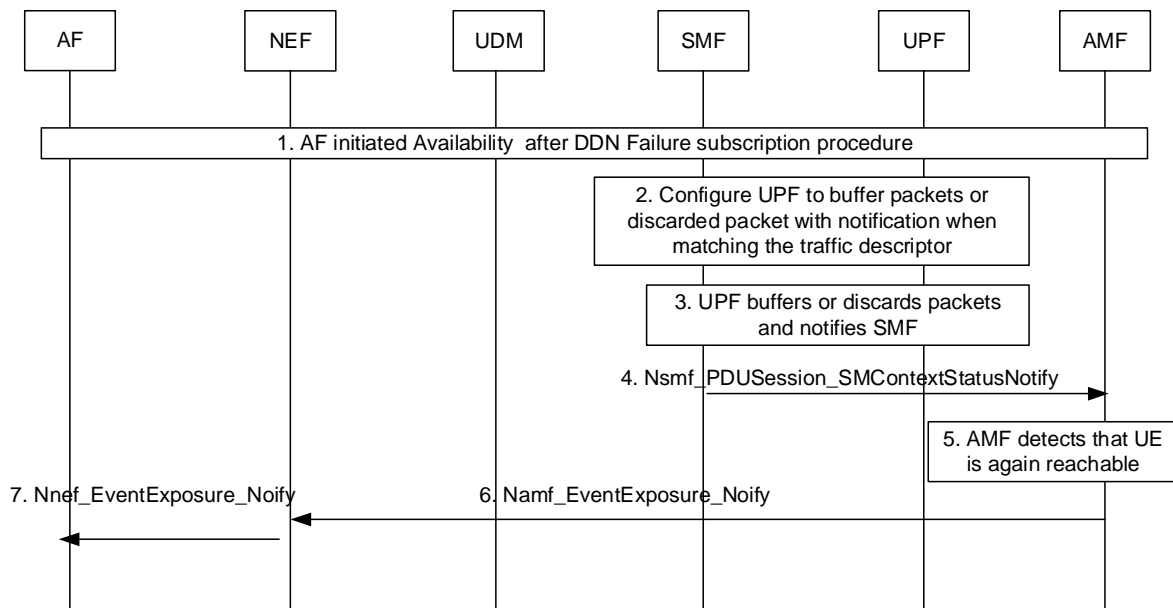 AF
NEF
UDM
SMF
UPF
AMF
1. AF initiated Availability  after DDN Failure subscription procedure
2. Configure UPF to buffer packets or
discarded packet with notification when
matching the traffic descriptor
3. UPF buffers or discards packets
and notifies SMF
4. Nsmf_PDUSession_SMContextStatusNotify
5. AMF detects that UE
is again reachable
7. Nnef_EventExposure_Noify
6. Namf_EventExposure_Noify